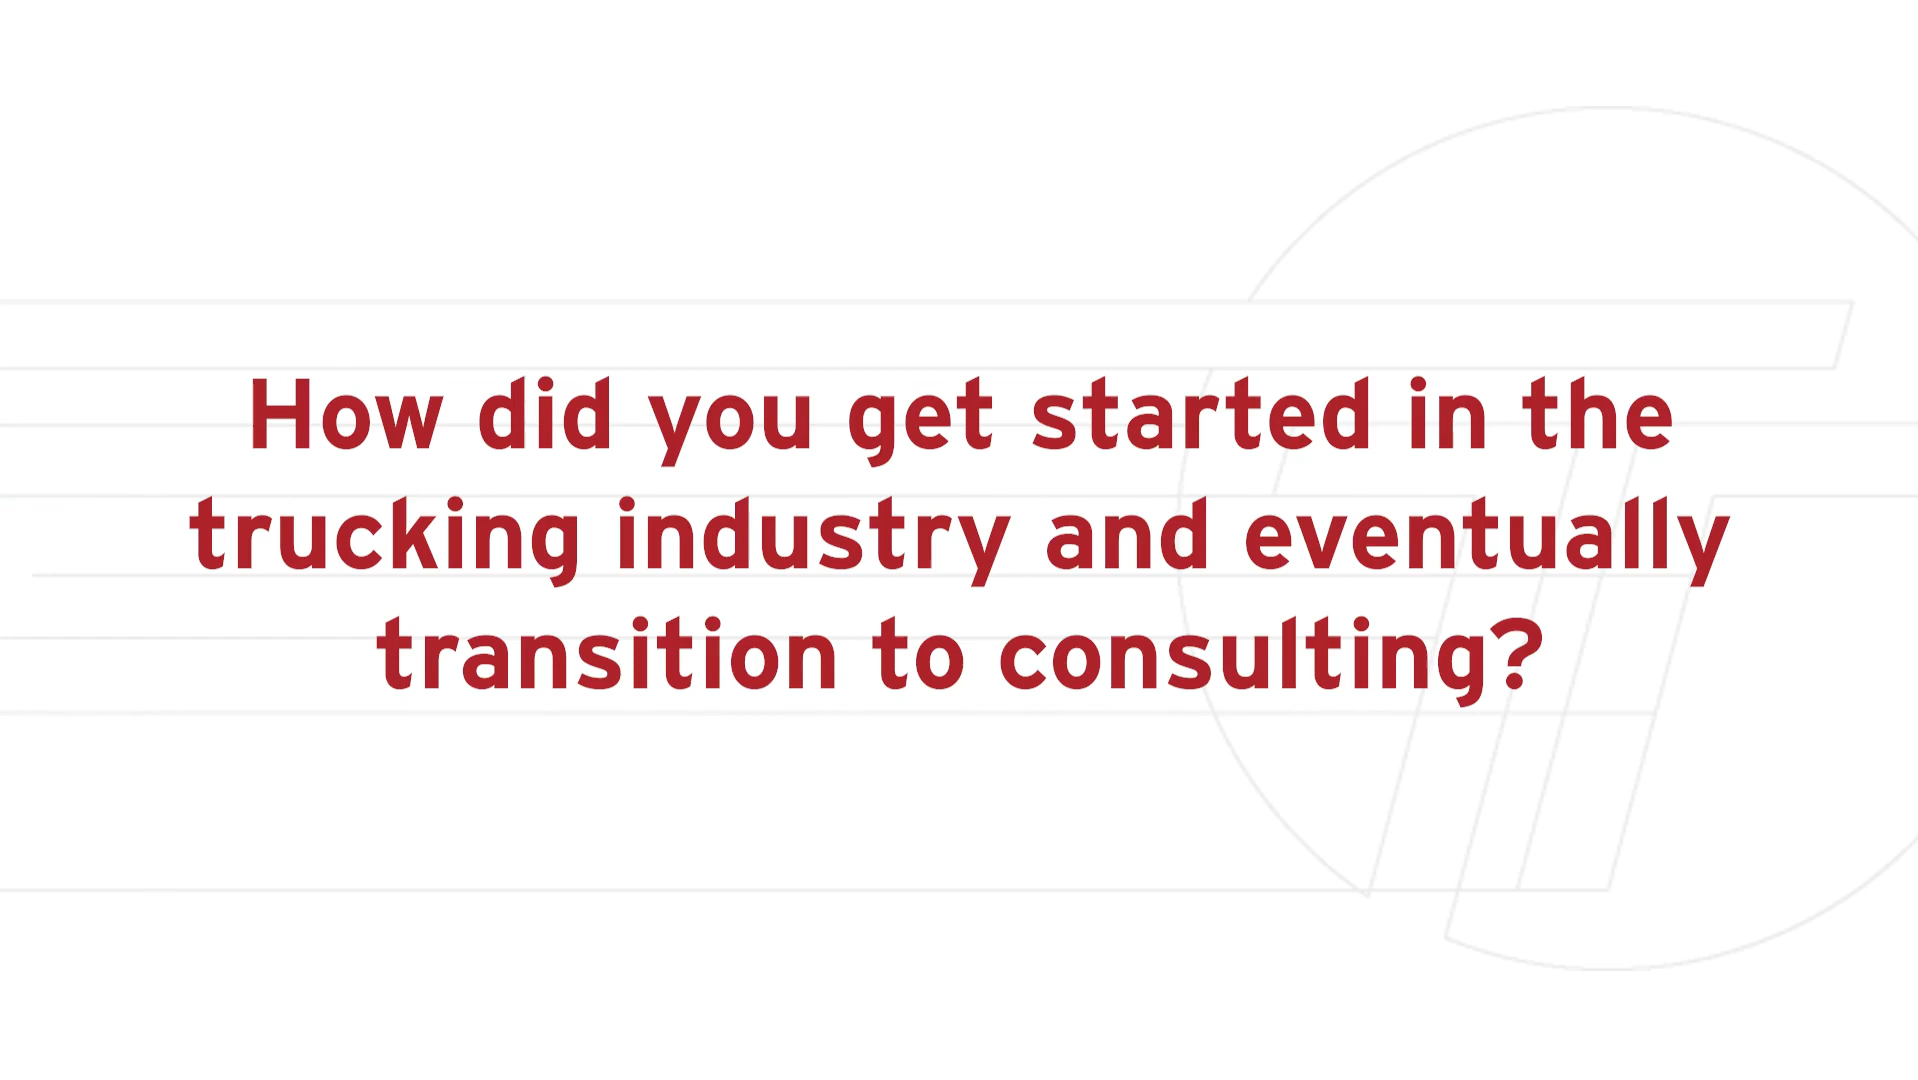 How did you get started in the
trucking industry and eventually
transition to consulting?